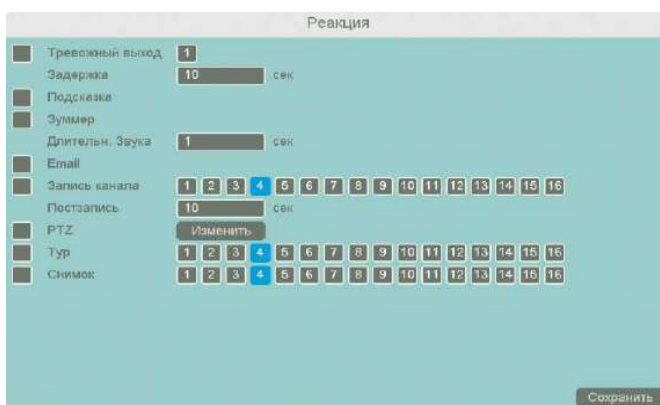 Реакция
Тревожный выход 1
Задержка 10 сек
Подсказка
Зуммер
Длительн. Звука 1 сек
Email
Запись канала 1 2 3 4 5 6 7 8 9 10 11 12 13 14 15 16
Постзапись 10 сек
PTZ Изменить
Тур 1 2 3 4 5 6 7 8 9 10 11 12 13 14 15 16
Снимок 1 2 3 4 5 6 7 8 9 10 11 12 13 14 15 16
Сохранить